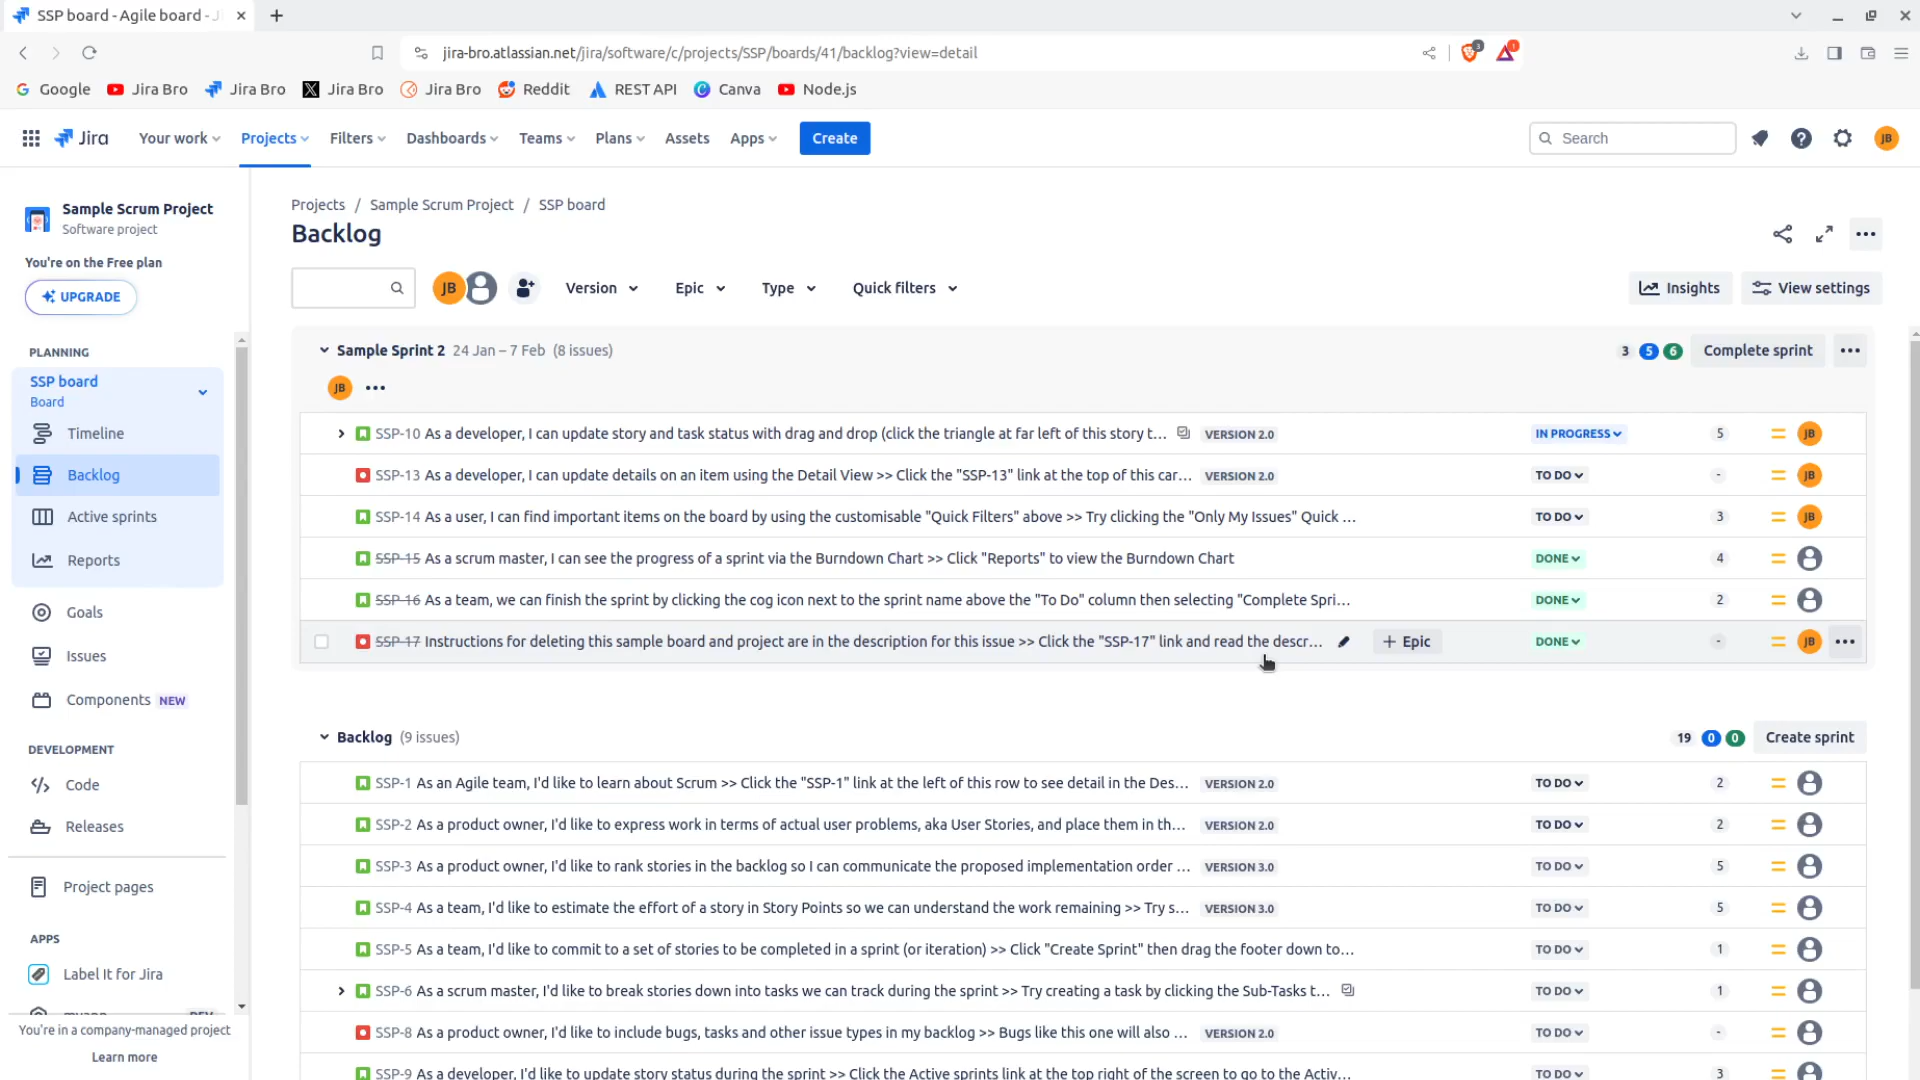 SSP board - Agile board - J
jira-bro.atlassian.net/jira/software/c/projects/SSP/boards/41/backlog?view=detail
3
1
Google Jira Bro Jira Bro Jira Bro Jira Bro Reddit REST API Canva Node.js
Jira Your work Projects Filters Dashboards Teams Plans Assets Apps Create Search JB
Sample Scrum Project
Software project
You're on the Free plan
UPGRADE
PLANNING
SSP board
Board
Timeline
Backlog
Active sprints
Reports
Goals
Issues
Components NEW
DEVELOPMENT
Code
Releases
Project pages
APPS
Label It for Jira
You're in a company-managed project
Learn more
Projects / Sample Scrum Project / SSP board
Backlog
JB Version Epic Type Quick filters Insights View settings
Sample Sprint 2 24 Jan – 7 Feb (8 issues) 3 5 6 Complete sprint
JB
SSP-10 As a developer, I can update story and task status with drag and drop (click the triangle at far left of this story t... VERSION 2.0 IN PROGRESS 5 JB
SSP-13 As a developer, I can update details on an item using the Detail View >> Click the "SSP-13" link at the top of this car... VERSION 2.0 TO DO - JB
SSP-14 As a user, I can find important items on the board by using the customisable "Quick Filters" above >> Try clicking the "Only My Issues" Quick ... TO DO 3 JB
SSP-15 As a scrum master, I can see the progress of a sprint via the Burndown Chart >> Click "Reports" to view the Burndown Chart DONE 4
SSP-16 As a team, we can finish the sprint by clicking the cog icon next to the sprint name above the "To Do" column then selecting "Complete Spri... DONE 2
SSP-17 Instructions for deleting this sample board and project are in the description for this issue >> Click the "SSP-17" link and read the descr... + Epic DONE - JB
Backlog (9 issues) 19 0 0 Create sprint
SSP-1 As an Agile team, I'd like to learn about Scrum >> Click the "SSP-1" link at the left of this row to see detail in the Des... VERSION 2.0 TO DO 2
SSP-2 As a product owner, I'd like to express work in terms of actual user problems, aka User Stories, and place them in th... VERSION 2.0 TO DO 2
SSP-3 As a product owner, I'd like to rank stories in the backlog so I can communicate the proposed implementation order ... VERSION 3.0 TO DO 5
SSP-4 As a team, I'd like to estimate the effort of a story in Story Points so we can understand the work remaining >> Try s... VERSION 3.0 TO DO 5
SSP-5 As a team, I'd like to commit to a set of stories to be completed in a sprint (or iteration) >> Click "Create Sprint" then drag the footer down to... TO DO 1
SSP-6 As a scrum master, I'd like to break stories down into tasks we can track during the sprint >> Try creating a task by clicking the Sub-Tasks t... TO DO 1
SSP-8 As a product owner, I'd like to include bugs, tasks and other issue types in my backlog >> Bugs like this one will also ... VERSION 2.0 TO DO -
SSP-9 As a developer, I'd like to update story status during the sprint >> Click the Active sprints link at the top right of the screen to go to the Activ... TO DO 3